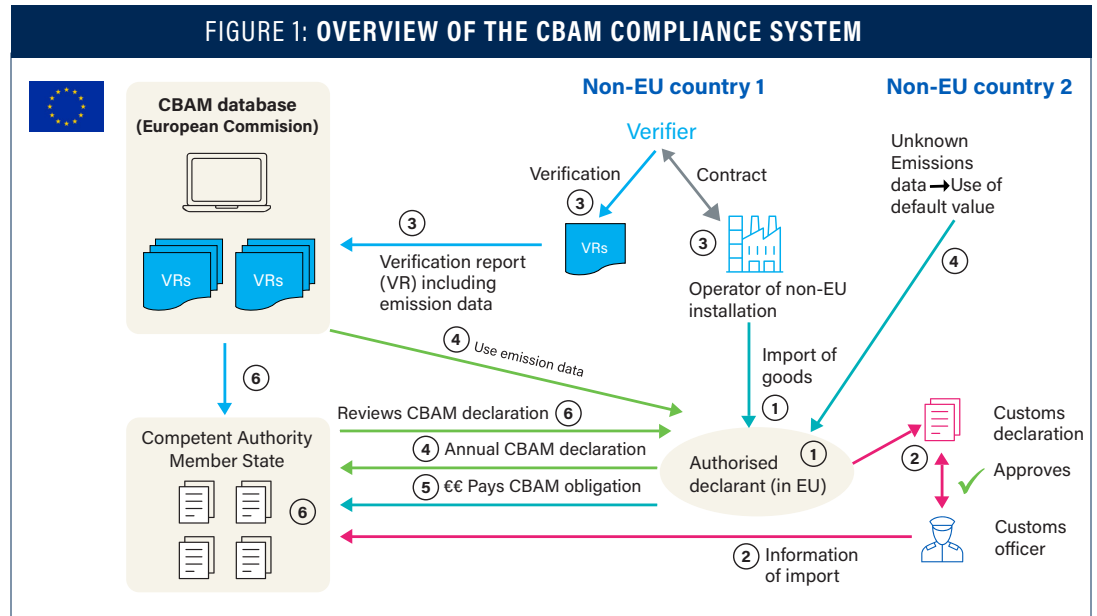 FIGURE 1: OVERVIEW OF THE CBAM COMPLIANCE SYSTEM
CBAM database
(European Commision)
VRs
VRs
Non-EU country 1
Verifier
Verification
3
Contract
VRs
3
3
Verification report
(VR) including
emission data
Operator of non-EU
installation
Import of
goods
1
Non-EU country 2
Unknown
Emissions
data → Use of
default value
4
4 Use emission data
6
Reviews CBAM declaration 6
4 Annual CBAM declaration
5 €€ Pays CBAM obligation
Competent Authority
Member State
6
1
Authorised
declarant (in EU)
2
Customs
declaration
Approves
Customs
officer
2 Information
of import